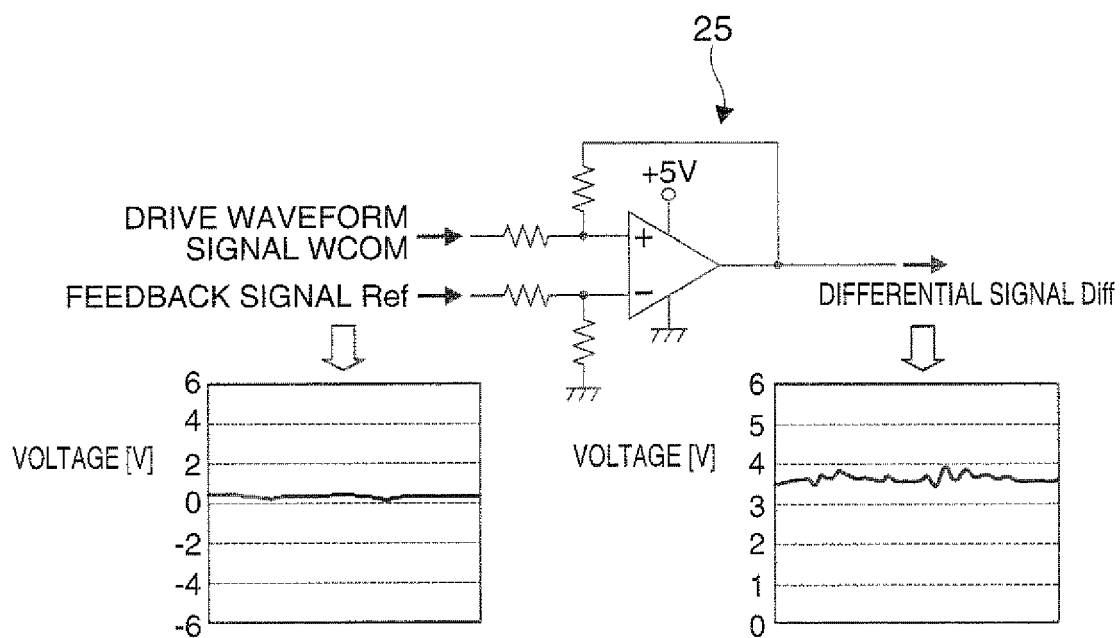 25
+5V
DRIVE WAVEFORM
SIGNAL WCOM
+
FEEDBACK SIGNAL Ref
−
DIFFERENTIAL SIGNAL Diff
VOLTAGE [V]
6
4
2
0
-2
-4
-6
VOLTAGE [V]
6
5
4
3
2
1
0